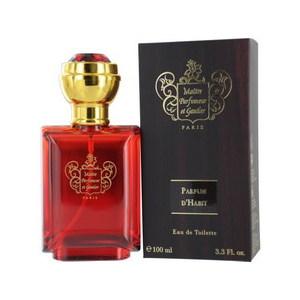 Maître
Parfumeur
et Gantier
PARIS
Maître
Parfumeur
et Gantier
PARIS
PARFUM
D'HABIT
Eau de Toilette
℮ 100 ml 3.3 Fl. oz.